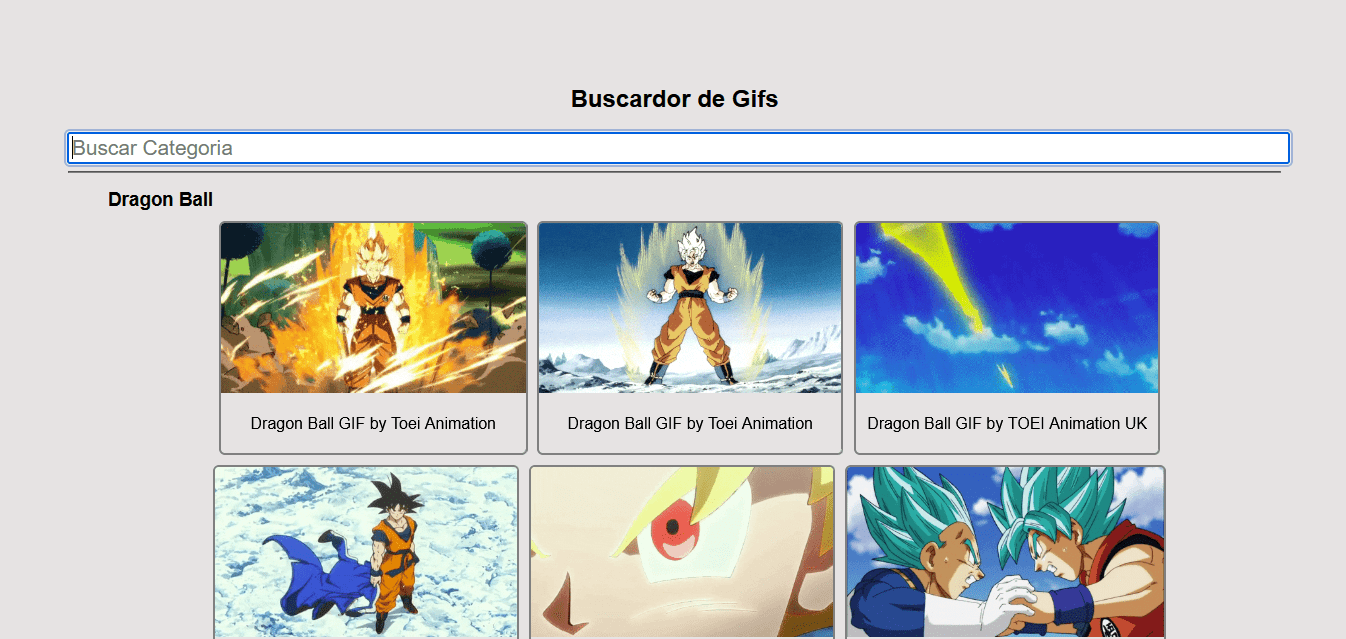 Buscardor de Gifs
Buscar Categoria
Dragon Ball
Dragon Ball GIF by Toei Animation
Dragon Ball GIF by Toei Animation
Dragon Ball GIF by TOEI Animation UK